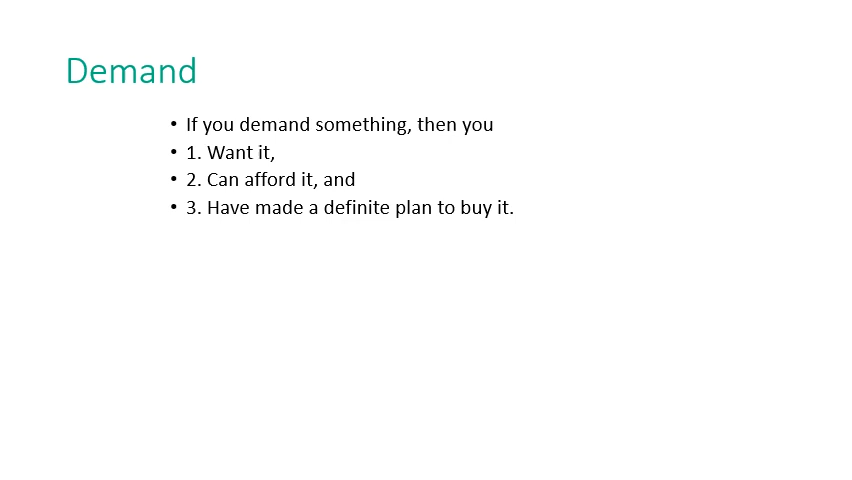 Demand
• If you demand something, then you
• 1. Want it,
• 2. Can afford it, and
• 3. Have made a definite plan to buy it.